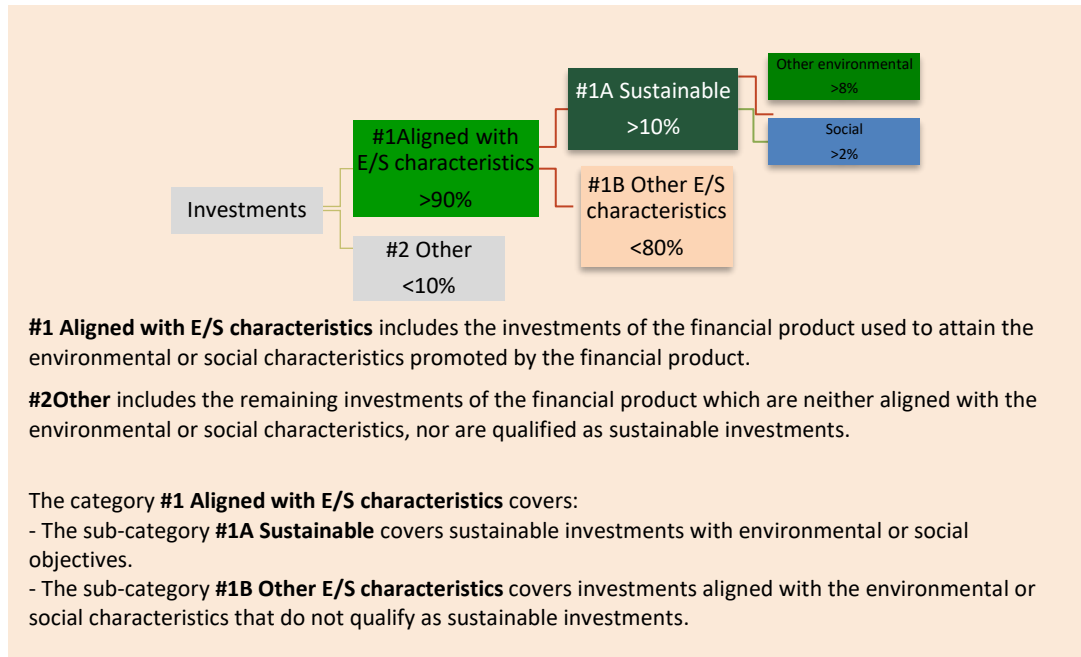 Other environmental
>8%
#1A Sustainable
>10%
Social
>2%
#1Aligned with
E/S characteristics
>90%
#1B Other E/S
characteristics
<80%
Investments
#2 Other
<10%
#1 Aligned with E/S characteristics includes the investments of the financial product used to attain the
environmental or social characteristics promoted by the financial product.
#2Other includes the remaining investments of the financial product which are neither aligned with the
environmental or social characteristics, nor are qualified as sustainable investments.
The category #1 Aligned with E/S characteristics covers:
- The sub-category #1A Sustainable covers sustainable investments with environmental or social
objectives.
- The sub-category #1B Other E/S characteristics covers investments aligned with the environmental or
social characteristics that do not qualify as sustainable investments.